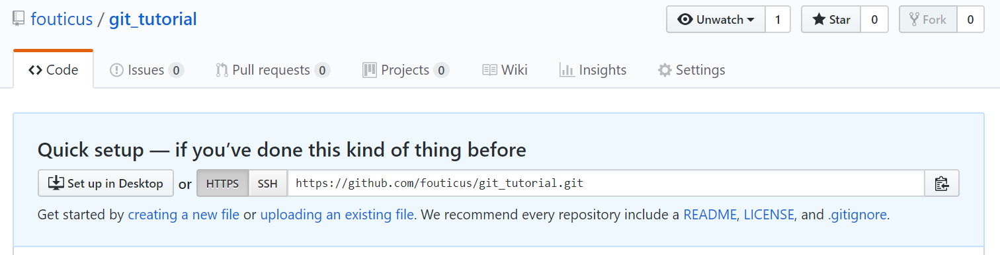 fouticus / git_tutorial Unwatch 1 Star 0 Fork 0
Code Issues 0 Pull requests 0 Projects 0 Wiki Insights Settings
Quick setup — if you’ve done this kind of thing before
Set up in Desktop or HTTPS SSH https://github.com/fouticus/git_tutorial.git
Get started by creating a new file or uploading an existing file. We recommend every repository include a README, LICENSE, and .gitignore.